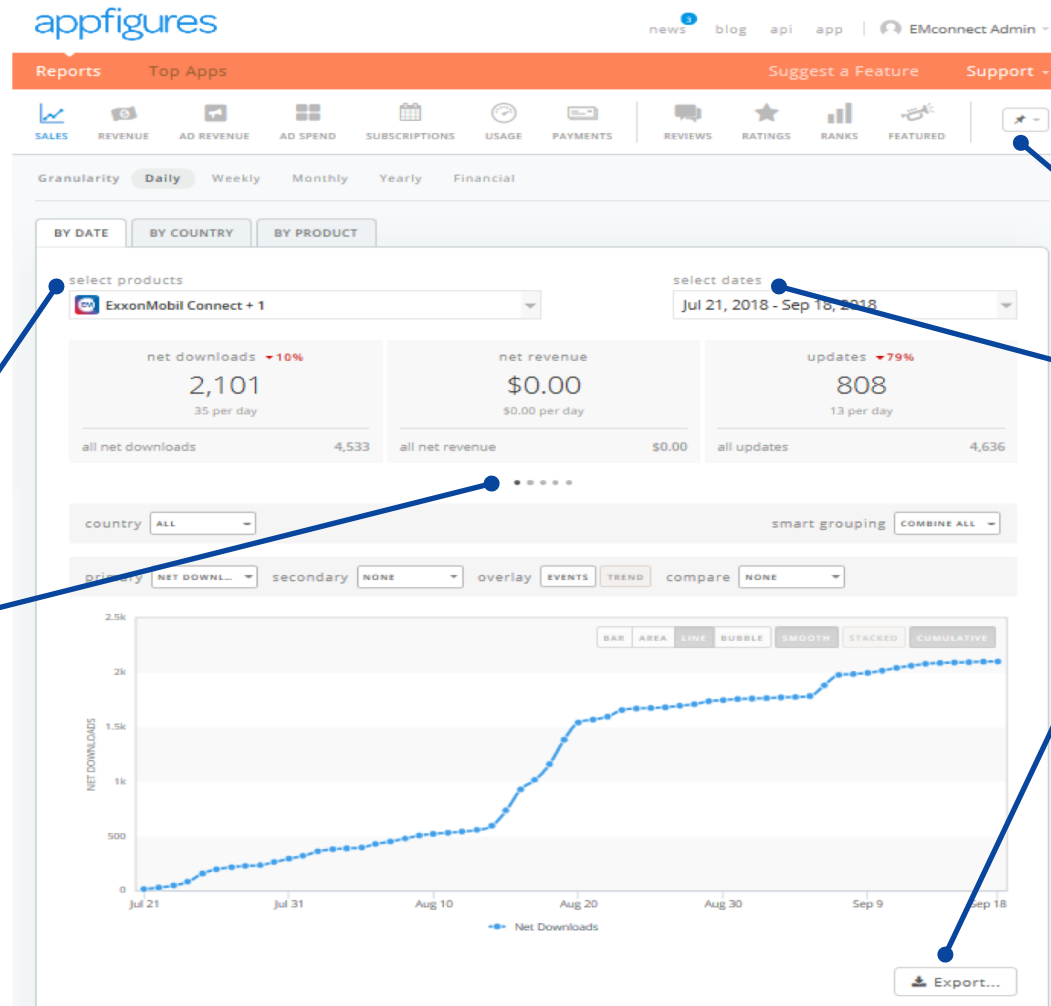 appfigures
news 3 blog api app EMconnect Admin
Reports Top Apps Suggest a Feature Support
SALES REVENUE AD REVENUE AD SPEND SUBSCRIPTIONS USAGE PAYMENTS REVIEWS RATINGS RANKS FEATURED
Granularity Daily Weekly Monthly Yearly Financial
BY DATE BY COUNTRY BY PRODUCT
select products select dates
EM ExxonMobil Connect + 1 Jul 21, 2018 - Sep 18, 2018
net downloads 10% net revenue updates 79%
2,101 $0.00 808
35 per day $0.00 per day 13 per day
all net downloads 4,533 all net revenue $0.00 all updates 4,636
country ALL smart grouping COMBINE ALL
primary NET DOWNL... secondary NONE overlay EVENTS TREND compare NONE
BAR AREA LINE BUBBLE SMOOTH STACKED CUMULATIVE
2.5k
2k
1.5k
1k
500
0
NET DOWNLOADS
Jul 21 Jul 31 Aug 10 Aug 20 Aug 30 Sep 9 Sep 18
Net Downloads
Export...